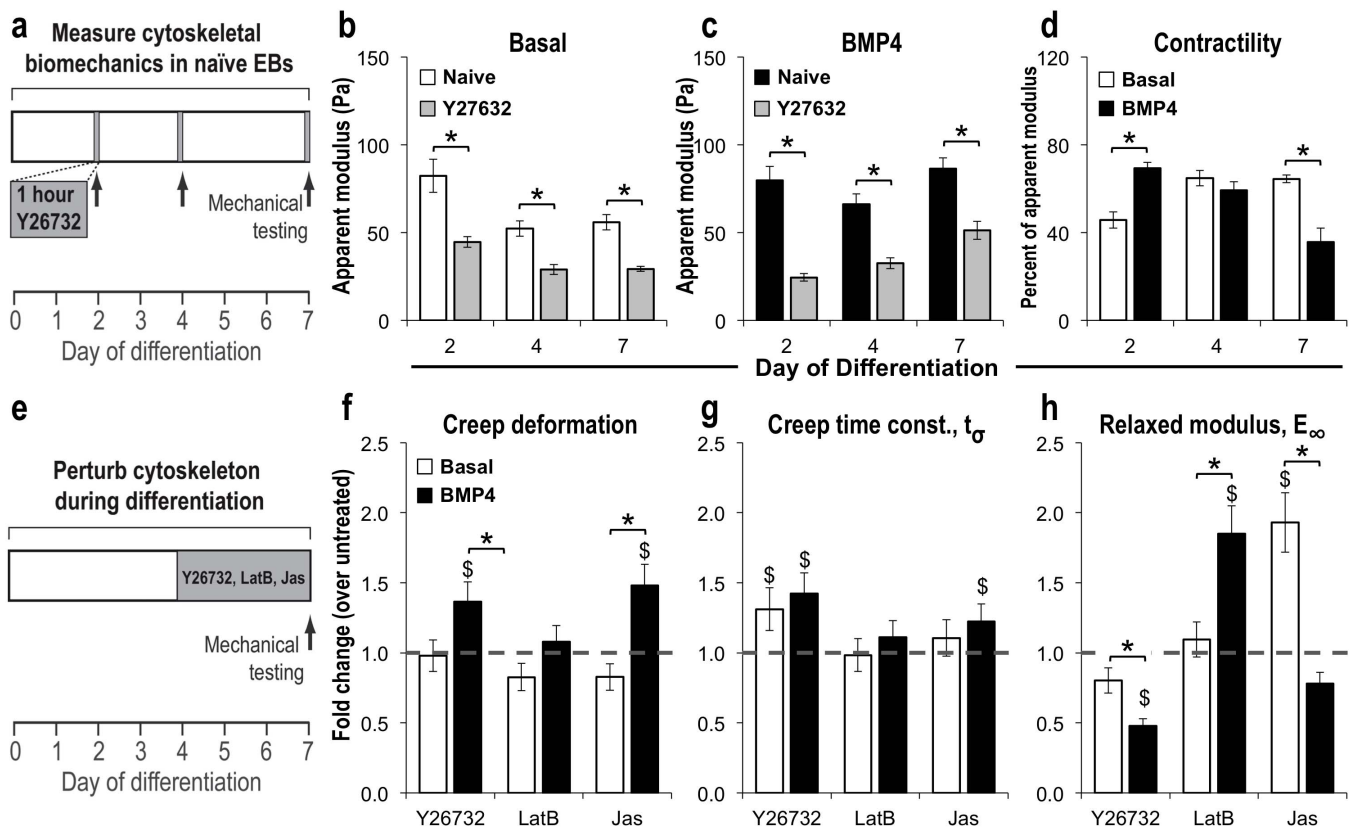 a
Measure cytoskeletal
biomechanics in naïve EBs
1 hour
Y26732
Mechanical
testing
0 1 2 3 4 5 6 7
Day of differentiation
b
Basal
Apparent modulus (Pa)
150
100
50
0
Naive
Y27632
*
*
*
2 4 7
c
BMP4
Apparent modulus (Pa)
150
100
50
0
Naive
Y27632
*
*
*
2 4 7
d
Contractility
Percent of apparent modulus
120
80
40
0
Basal
BMP4
*
*
2 4 7
Day of Differentiation
e
Perturb cytoskeleton
during differentiation
Y26732, LatB, Jas
Mechanical
testing
0 1 2 3 4 5 6 7
Day of differentiation
f
Creep deformation
Fold change (over untreated)
2.5
2.0
1.5
1.0
0.5
0.0
Basal
BMP4
$
*
*
$
Y26732 LatB Jas
g
Creep time const., tσ
2.5
2.0
1.5
1.0
0.5
0.0
$
$
$
Y26732 LatB Jas
h
Relaxed modulus, E∞
2.5
2.0
1.5
1.0
0.5
0.0
*
$
*
$
*
$
Y26732 LatB Jas